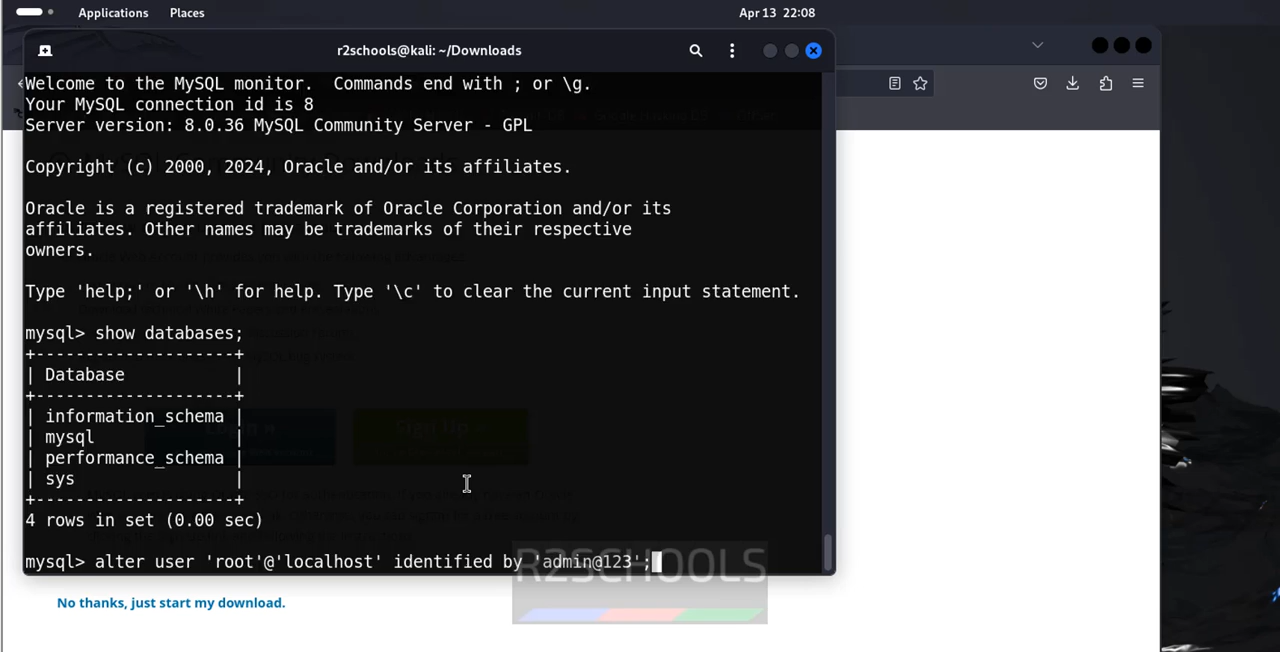 Applications Places Apr 13 22:08
r2schools@kali: ~/Downloads
Welcome to the MySQL monitor.  Commands end with ; or \g.
Your MySQL connection id is 8
Server version: 8.0.36 MySQL Community Server - GPL
Copyright (c) 2000, 2024, Oracle and/or its affiliates.
Oracle is a registered trademark of Oracle Corporation and/or its
affiliates. Other names may be trademarks of their respective
owners.
Type 'help;' or '\h' for help. Type '\c' to clear the current input statement.
mysql> show databases;
+--------------------+
| Database           |
+--------------------+
| information_schema |
| mysql              |
| performance_schema |
| sys                |
+--------------------+
4 rows in set (0.00 sec)
mysql> alter user 'root'@'localhost' identified by 'admin@123';
R2SCHOOLS
No thanks, just start my download.